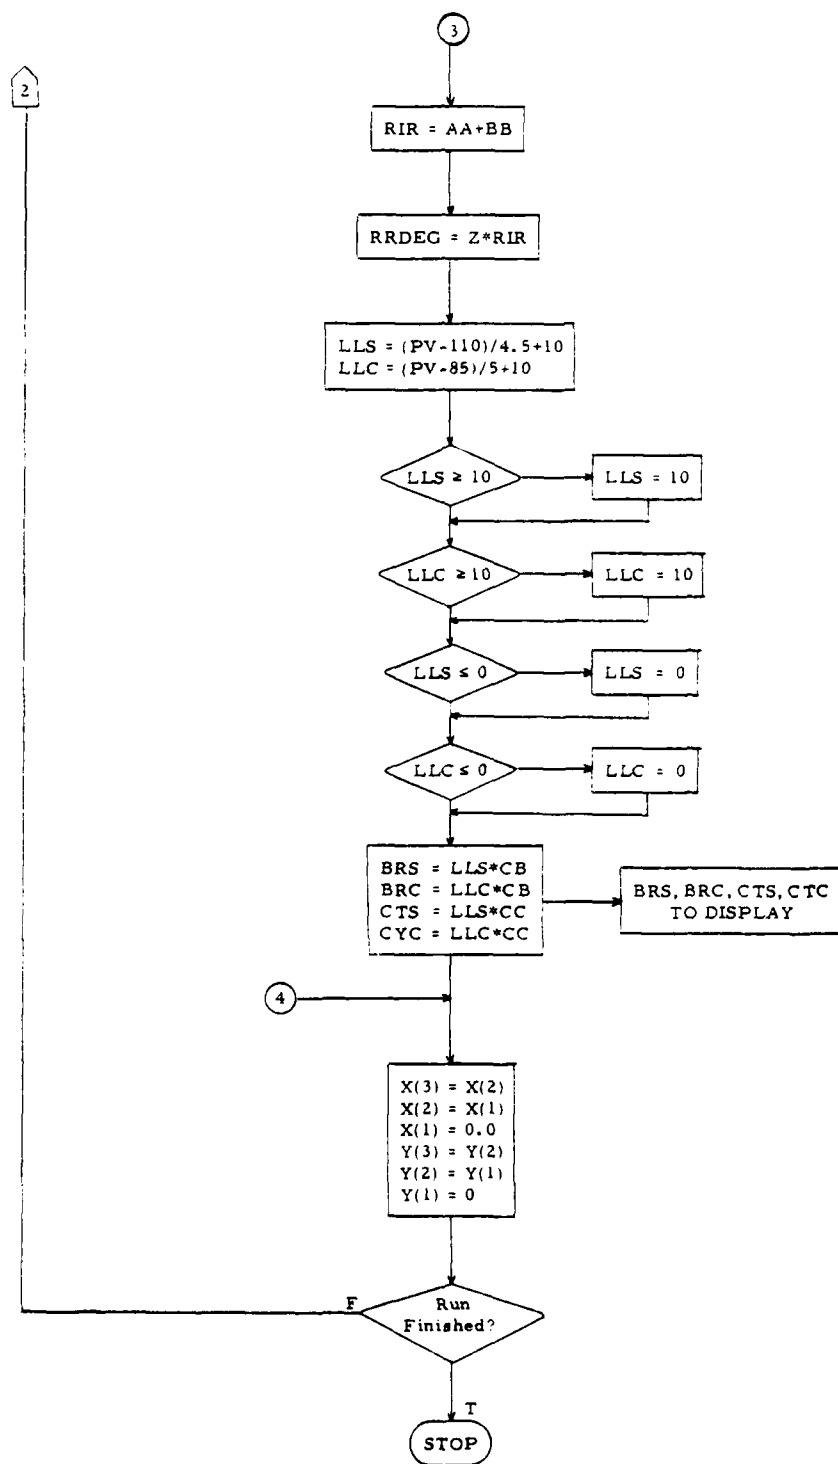 3
2
RIR = AA+BB
RRDEG = Z*RIR
LLS = (PV-110)/4.5+10
LLC = (PV-85)/5+10
LLS ≥ 10
LLS = 10
LLC ≥ 10
LLC = 10
LLS ≤ 0
LLS = 0
LLC ≤ 0
LLC = 0
BRS = LLS*CB
BRC = LLC*CB
CTS = LLS*CC
CYC = LLC*CC
BRS, BRC, CTS, CTC
TO DISPLAY
4
X(3) = X(2)
X(2) = X(1)
X(1) = 0.0
Y(3) = Y(2)
Y(2) = Y(1)
Y(1) = 0
F
Run
Finished?
T
STOP